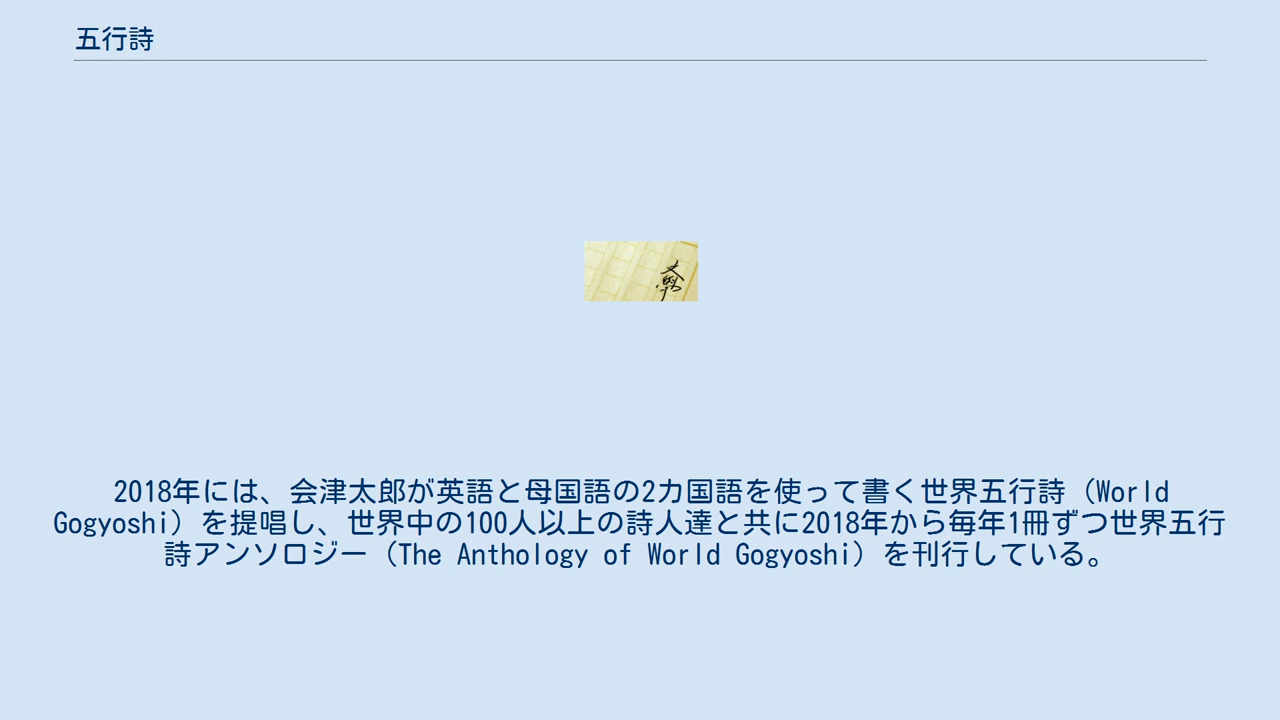 五行詩
2018年には、会津太郎が英語と母国語の2カ国語を使って書く世界五行詩（World
Gogyoshi）を提唱し、世界中の100人以上の詩人達と共に2018年から毎年1冊ずつ世界五行
詩アンソロジー（The Anthology of World Gogyoshi）を刊行している。